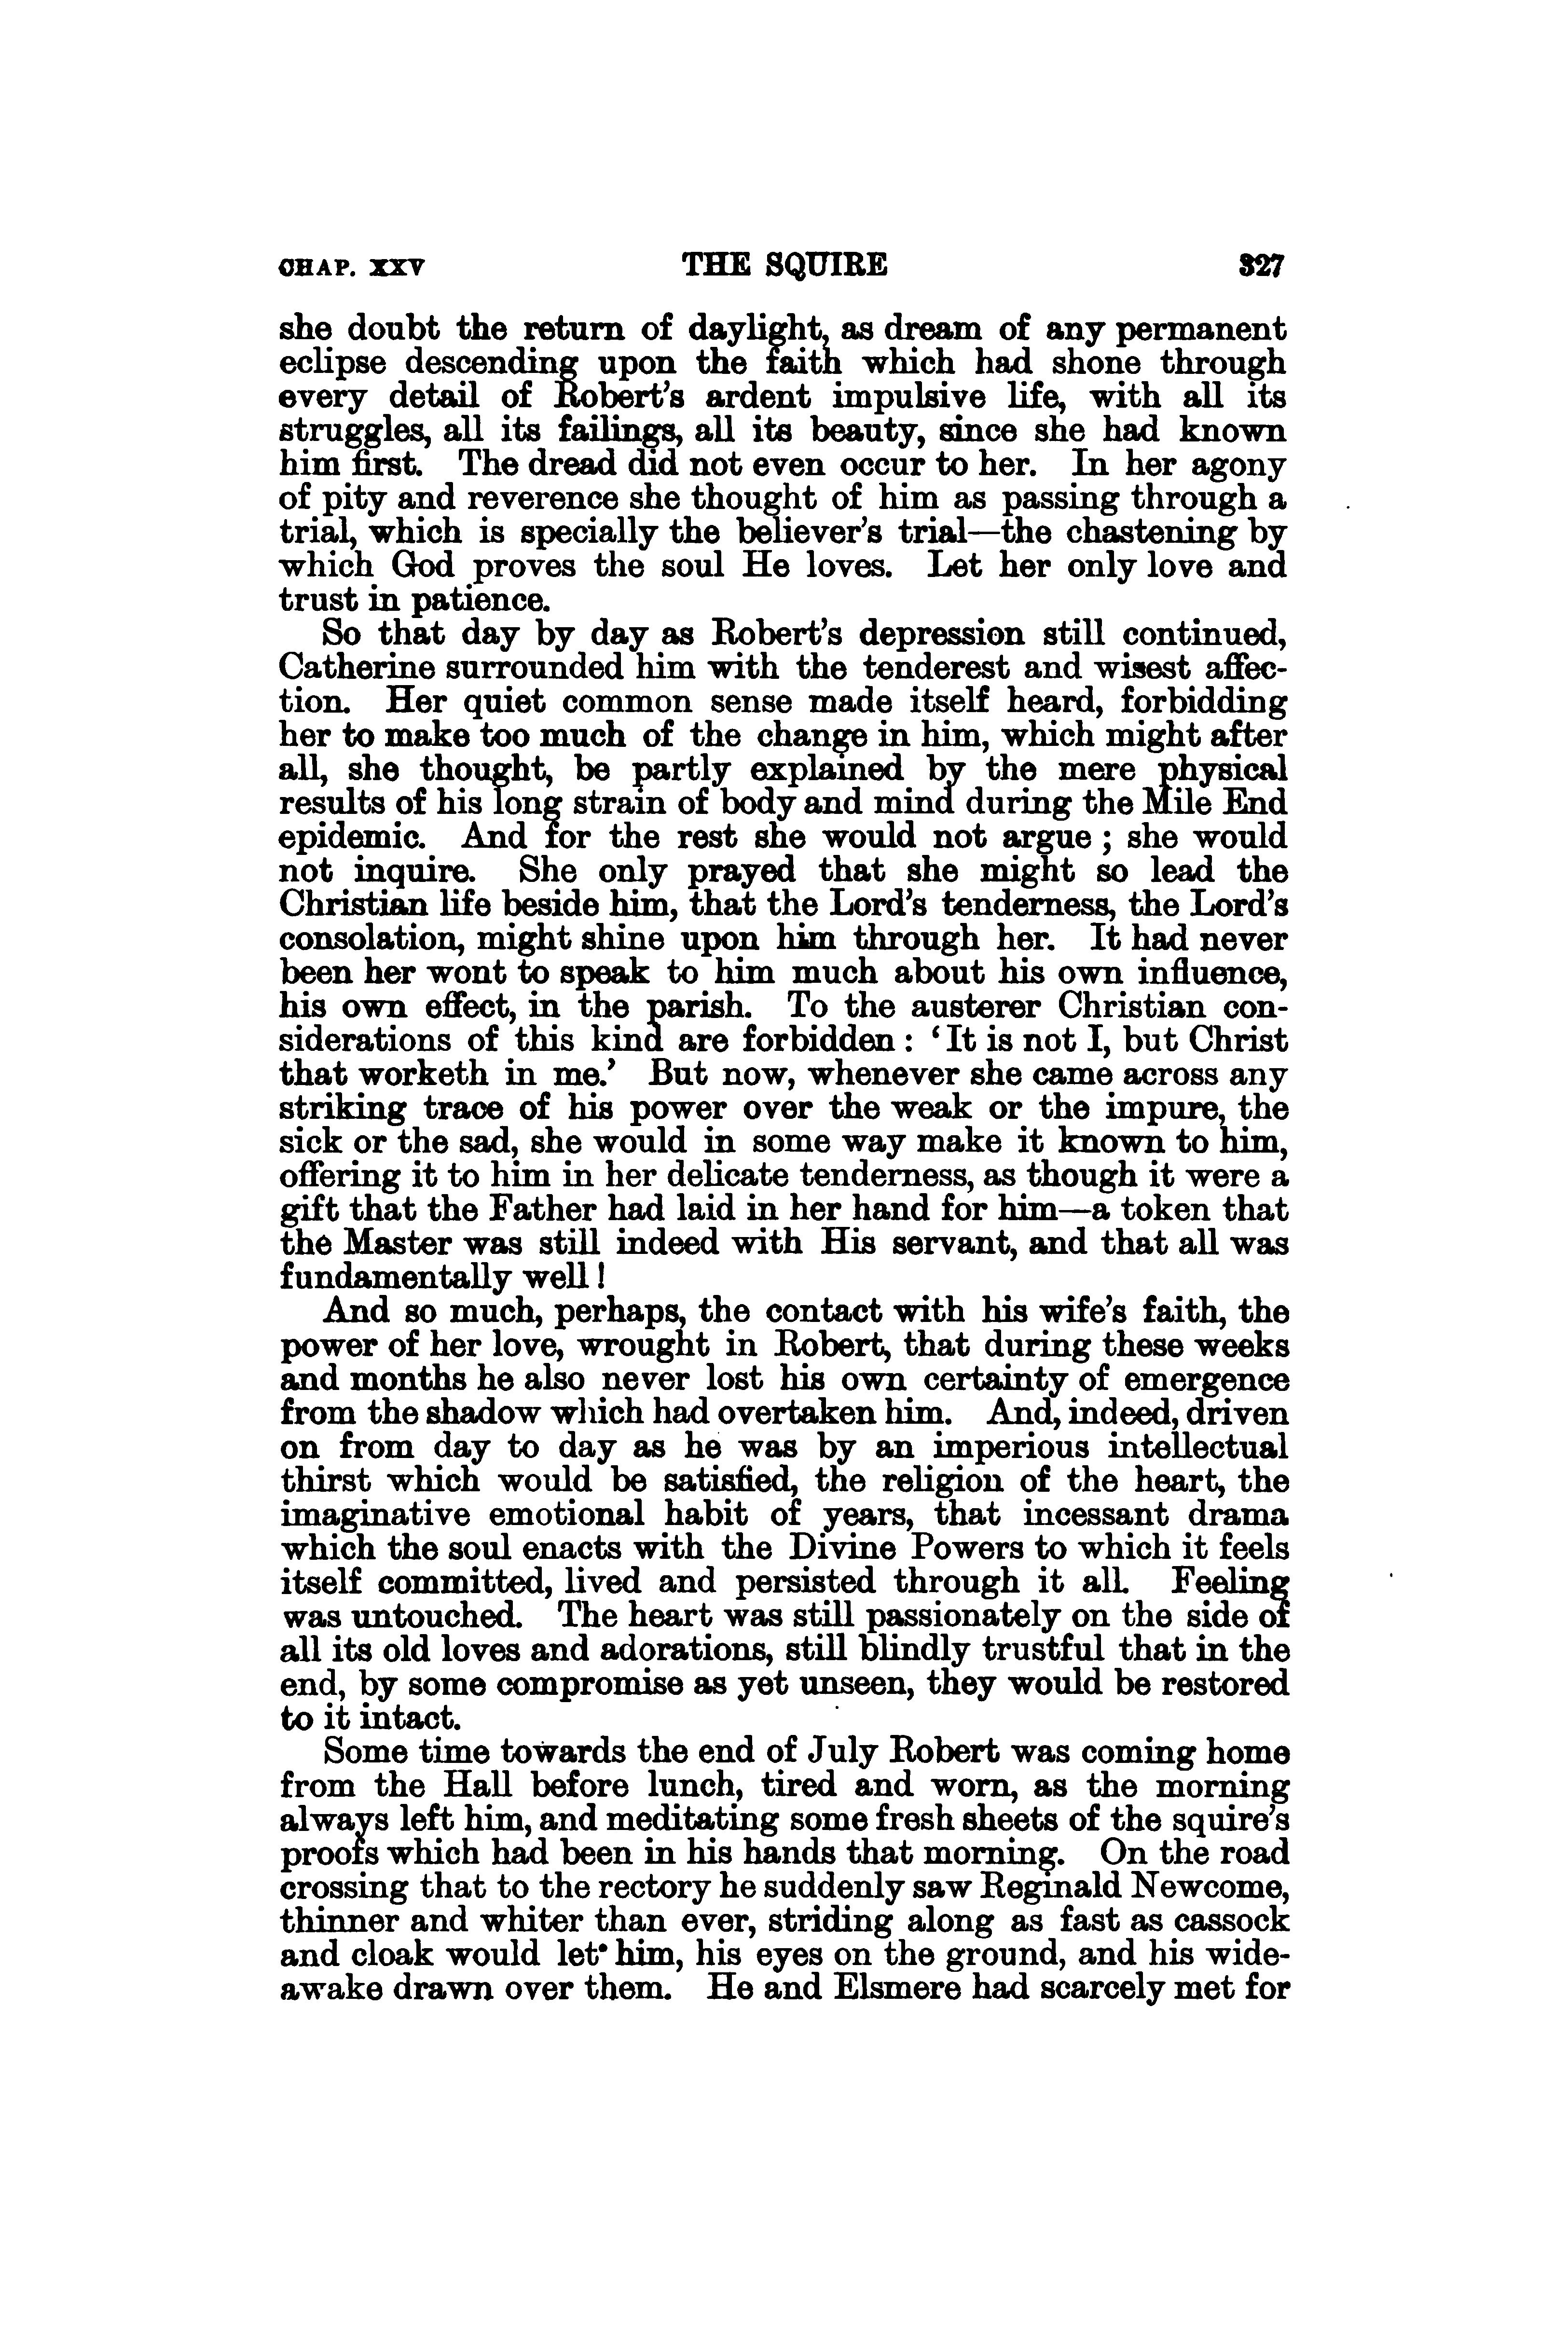 CHAP. XXV THE SQUIRE 327
she doubt the return of daylight, as dream of any permanent
eclipse descending upon the faith which had shone through
every detail of Robert's ardent impulsive life, with all its
struggles, all its failings, all its beauty, since she had known
him first. The dread did not even occur to her. In her agony
of pity and reverence she thought of him as passing through a
trial, which is specially the believer's trial—the chastening by
which God proves the soul He loves. Let her only love and
trust in patience.
So that day by day as Robert's depression still continued,
Catherine surrounded him with the tenderest and wisest affec-
tion. Her quiet common sense made itself heard, forbidding
her to make too much of the change in him, which might after
all, she thought, be partly explained by the mere physical
results of his long strain of body and mind during the Mile End
epidemic. And for the rest she would not argue ; she would
not inquire. She only prayed that she might so lead the
Christian life beside him, that the Lord's tenderness, the Lord's
consolation, might shine upon him through her. It had never
been her wont to speak to him much about his own influence,
his own effect, in the parish. To the austerer Christian con-
siderations of this kind are forbidden : 'It is not I, but Christ
that worketh in me.' But now, whenever she came across any
striking trace of his power over the weak or the impure, the
sick or the sad, she would in some way make it known to him,
offering it to him in her delicate tenderness, as though it were a
gift that the Father had laid in her hand for him—a token that
the Master was still indeed with His servant, and that all was
fundamentally well !
And so much, perhaps, the contact with his wife's faith, the
power of her love, wrought in Robert, that during these weeks
and months he also never lost his own certainty of emergence
from the shadow which had overtaken him. And, indeed, driven
on from day to day as he was by an imperious intellectual
thirst which would be satisfied, the religion of the heart, the
imaginative emotional habit of years, that incessant drama
which the soul enacts with the Divine Powers to which it feels
itself committed, lived and persisted through it all. Feeling
was untouched. The heart was still passionately on the side of
all its old loves and adorations, still blindly trustful that in the
end, by some compromise as yet unseen, they would be restored
to it intact.
Some time towards the end of July Robert was coming home
from the Hall before lunch, tired and worn, as the morning
always left him, and meditating some fresh sheets of the squire's
proofs which had been in his hands that morning. On the road
crossing that to the rectory he suddenly saw Reginald Newcome,
thinner and whiter than ever, striding along as fast as cassock
and cloak would let him, his eyes on the ground, and his wide-
awake drawn over them. He and Elsmere had scarcely met for